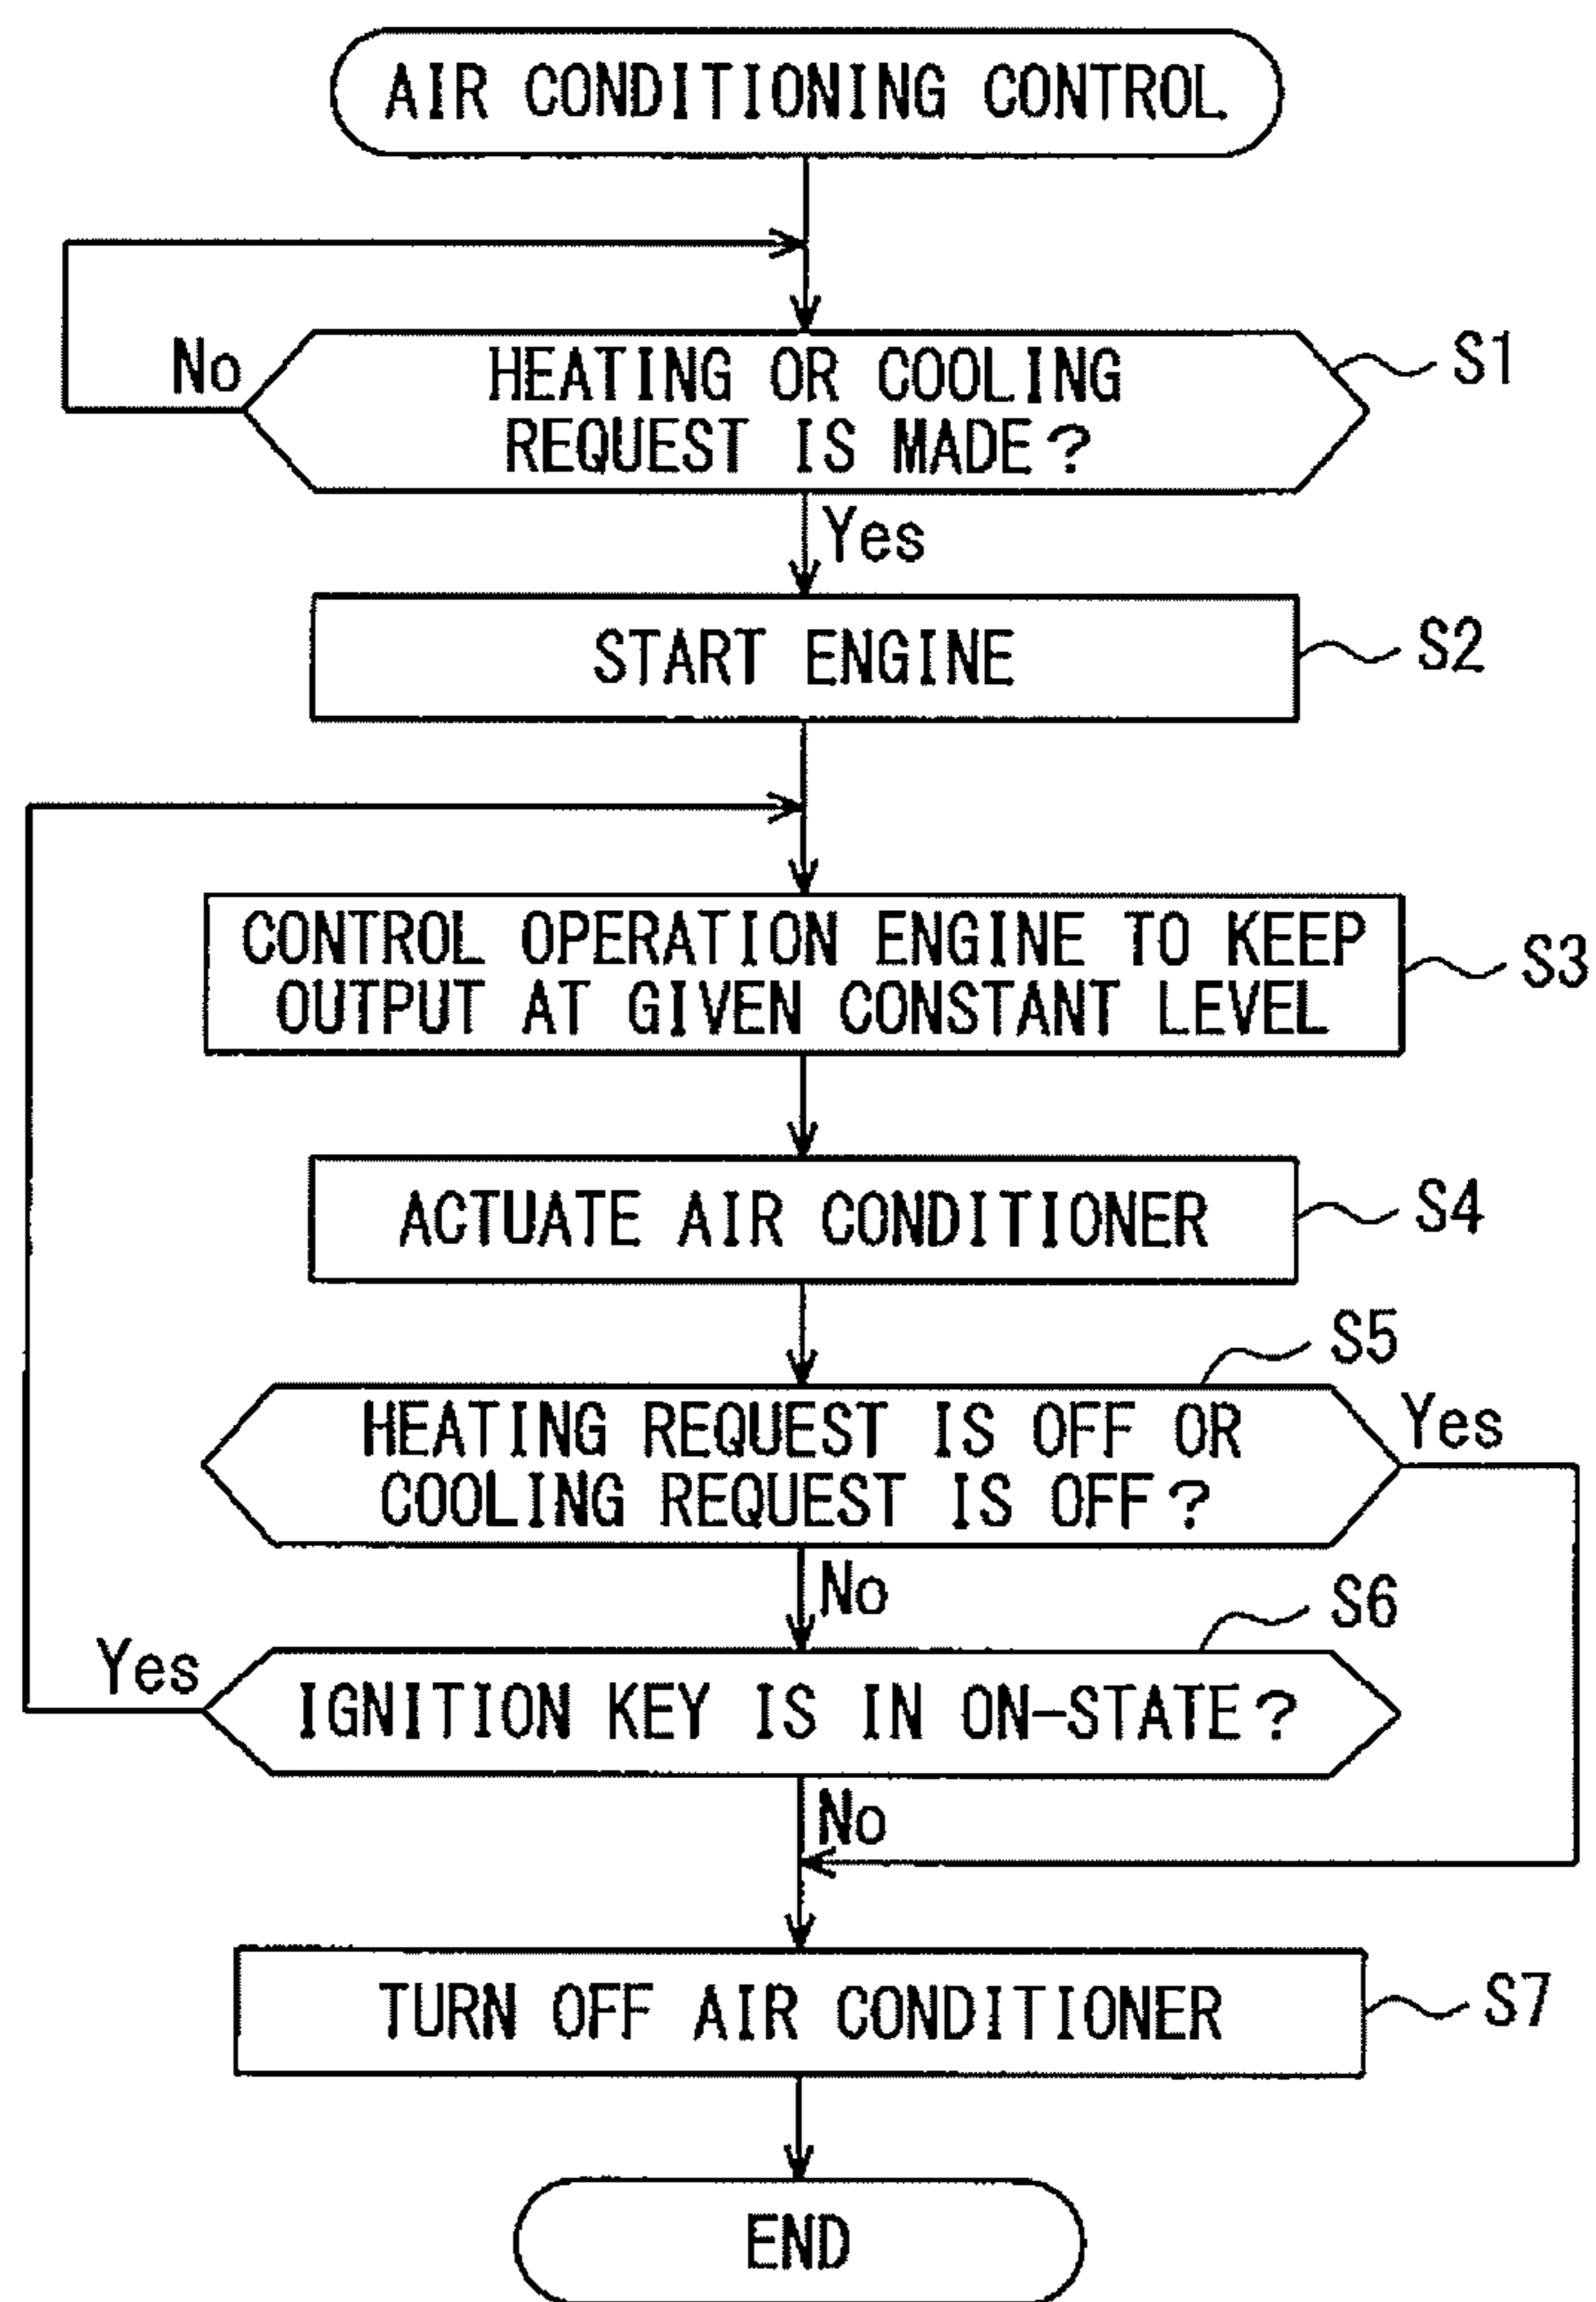 AIR CONDITIONING CONTROL
No
HEATING OR COOLING
REQUEST IS MADE?
S1
Yes
START ENGINE
S2
CONTROL OPERATION ENGINE TO KEEP
OUTPUT AT GIVEN CONSTANT LEVEL
S3
ACTUATE AIR CONDITIONER
S4
S5
HEATING REQUEST IS OFF OR
COOLING REQUEST IS OFF?
Yes
No
S6
Yes
IGNITION KEY IS IN ON-STATE?
No
TURN OFF AIR CONDITIONER
S7
END